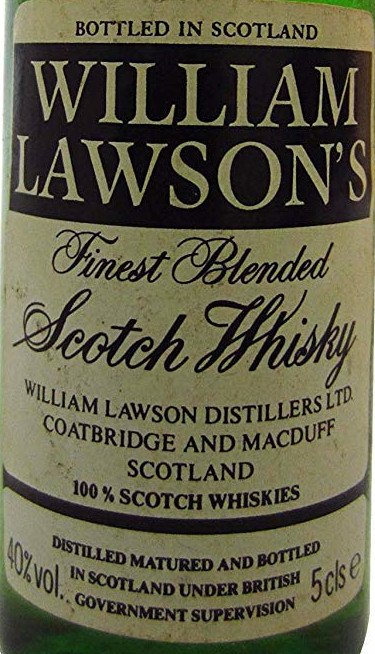 BOTTLED IN SCOTLAND
WILLIAM
LAWSON'S
Finest Blended
Scotch Whisky
WILLIAM LAWSON DISTILLERS LTD.
COATBRIDGE AND MACDUFF
SCOTLAND
100 % SCOTCH WHISKIES
DISTILLED MATURED AND BOTTLED
IN SCOTLAND UNDER BRITISH
GOVERNMENT SUPERVISION
40% vol.
5 cls e